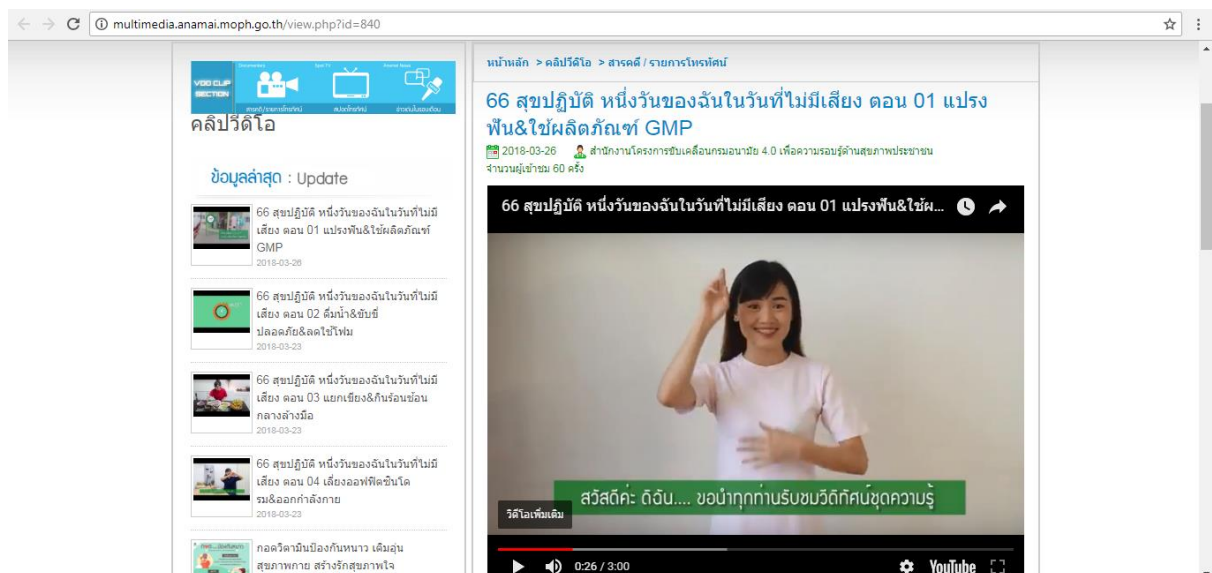 multimedia.anamai.moph.go.th/view.php?id=840
VDO CLIP
SECTION
สารคดี/รายการโทรทัศน์
สปอตโทรทัศน์
คลิปวีดิโอ
ข้อมูลล่าสุด : Update
66 สุขปฏิบัติ หนึ่งวันของฉันในวันที่ไม่มี
เสียง ตอน 01 แปรงฟัน&ใช้ผลิตภัณฑ์
GMP
2018-03-26
66 สุขปฏิบัติ หนึ่งวันของฉันในวันที่ไม่มี
เสียง ตอน 02 ดื่มน้ำ&ขับขี่
ปลอดภัย&ลดใช้โฟม
2018-03-23
66 สุขปฏิบัติ หนึ่งวันของฉันในวันที่ไม่มี
เสียง ตอน 03 แยกเขียง&กินร้อนช้อน
กลางล้างมือ
2018-03-23
66 สุขปฏิบัติ หนึ่งวันของฉันในวันที่ไม่มี
เสียง ตอน 04 เลี่ยงออฟฟิตซินโด
รม&ออกกำลังกาย
2018-03-23
กอดวิตามินป้องกันหนาว เติมอุ่น
สุขภาพกาย สร้างรักสุขภาพใจ
หน้าหลัก > คลิปวีดีโอ > สารคดี / รายการโทรทัศน์
66 สุขปฏิบัติ หนึ่งวันของฉันในวันที่ไม่มีเสียง ตอน 01 แปรง
ฟัน&ใช้ผลิตภัณฑ์ GMP
2018-03-26 สำนักงานโครงการขับเคลื่อนกรมอนามัย 4.0 เพื่อความรอบรู้ด้านสุขภาพประชาชน
จำนวนผู้เข้าชม 60 ครั้ง
66 สุขปฏิบัติ หนึ่งวันของฉันในวันที่ไม่มีเสียง ตอน 01 แปรงฟัน&ใช้ผ...
สวัสดีค่ะ ดิฉัน.... ขอนำทุกท่านรับชมวีดิทัศน์ชุดความรู้
วิดีโอเพิ่มเติม
0:26 / 3:00
YouTube